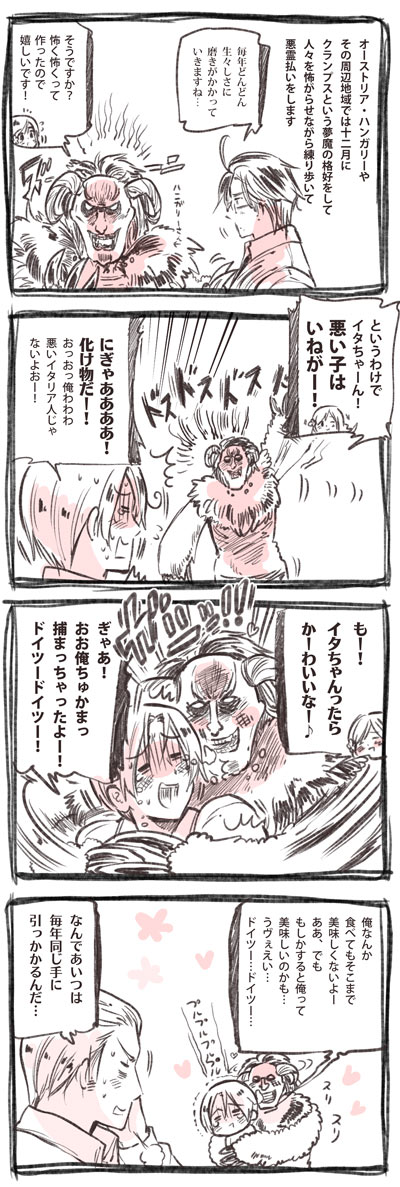 オーストリア・ハンガリーや
その周辺地域では十二月に
クランプスという夢魔の格好をして
人々を怖がらせながら練り歩いて
悪霊払いをします
毎年どんどん
生々しさに
磨きがかかって
いきますね…
ハンガリーさん
そうですか？
怖く怖くって
作ったので
嬉しいです！
というわけで
イタちゃーん！
悪い子は
いねがー！！
ドスドスドスドス
にぎゃああああ！
化け物だー！
おっおっ俺わわわ
悪いイタリア人じゃ
ないよおー！
もー！
イタちゃんったら
かーわいいな！♪
ぎゃあ！
おお俺ちゅかまっ
捕まっちゃったよー！
ドイツードイツー！
俺なんか
食べてもそこまで
美味しくないよー
ああ、でも
もしかすると俺って
美味しいのかも…
うヴぇえい…
ドイツー…ドイツー…
プルプルプルプル
スリ
スリ
なんであいつは
毎年同じ手に
引っかかるんだ…